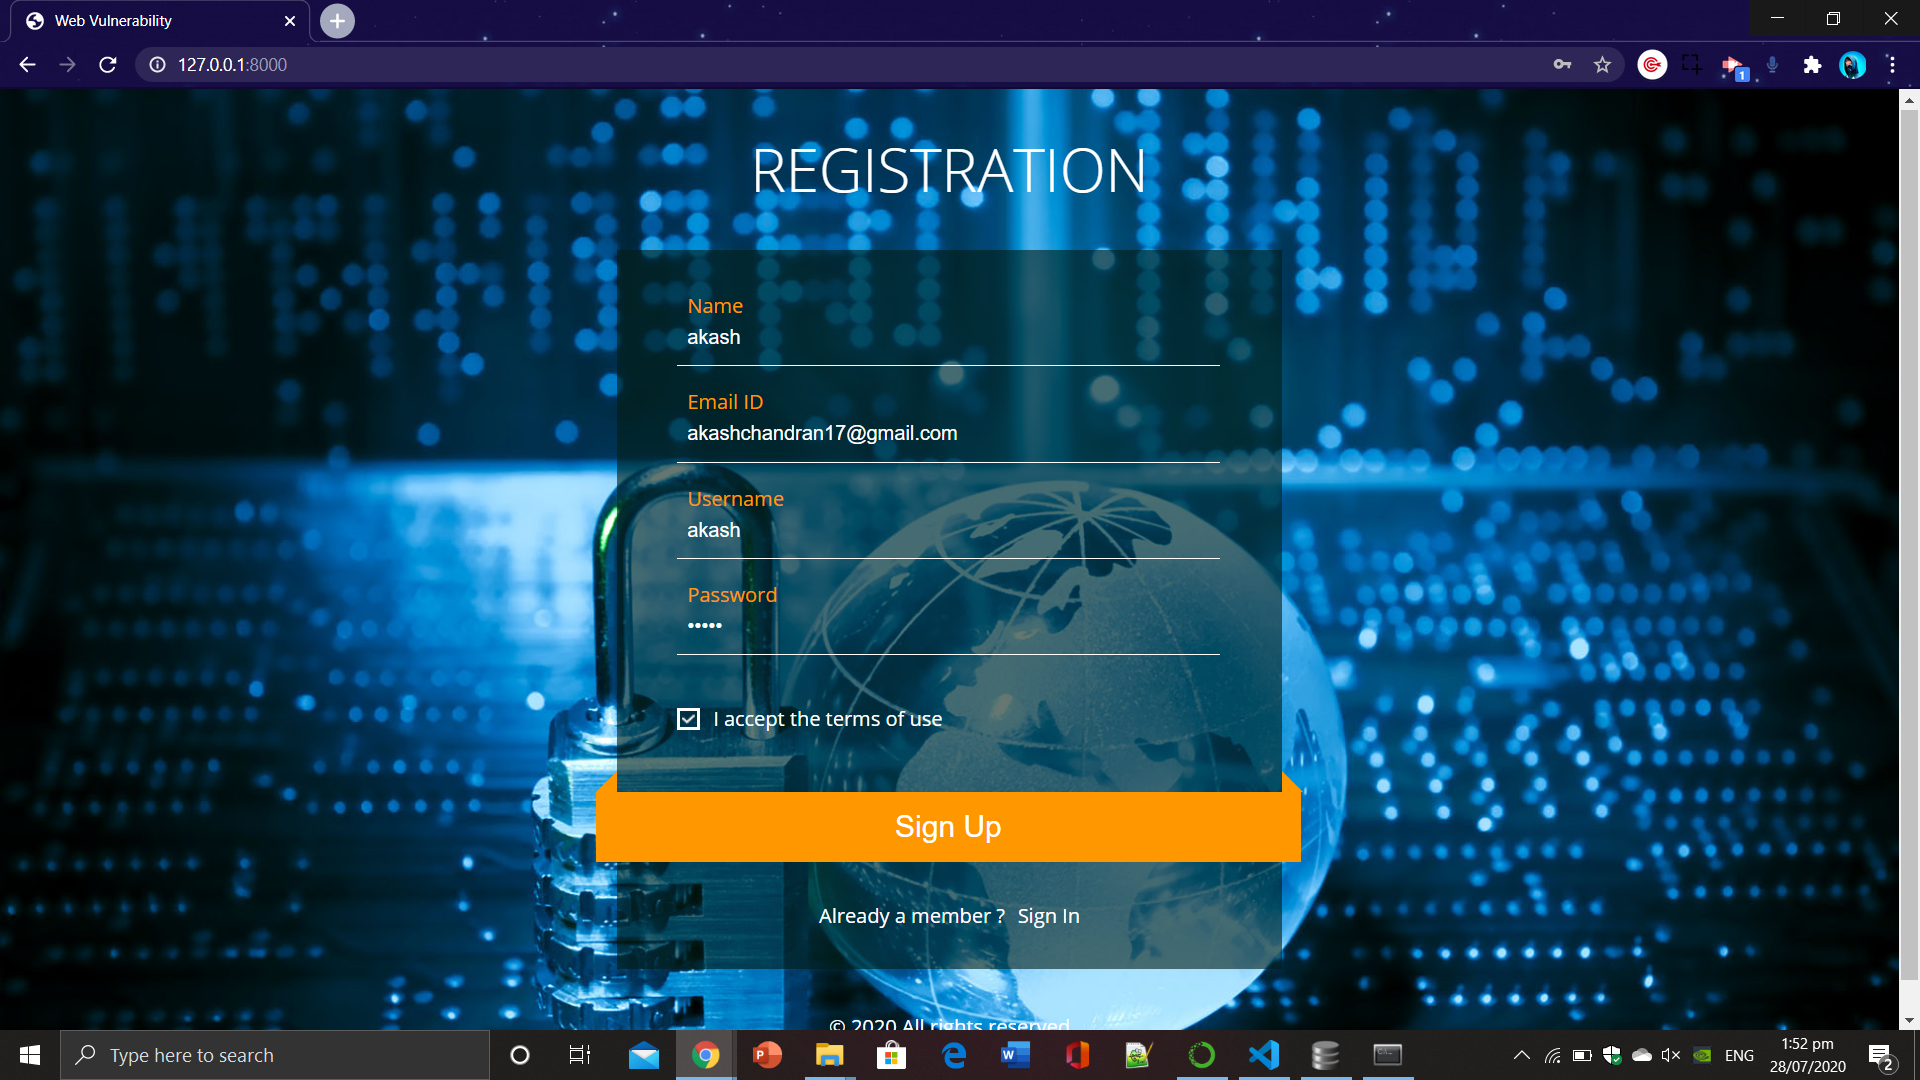 Web Vulnerability
127.0.0.1:8000
1
REGISTRATION
Name
akash
Email ID
akashchandran17@gmail.com
Username
akash
Password
•••••
I accept the terms of use
Sign Up
Already a member ? Sign In
© 2020 All rights reserved
Type here to search
ENG
1:52 pm
28/07/2020
2